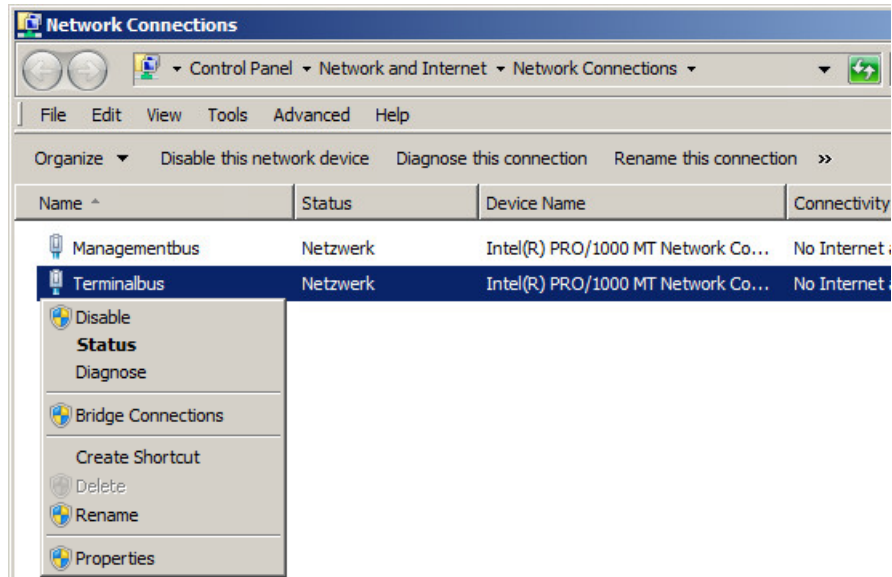 Network Connections
Control Panel Network and Internet Network Connections
File Edit View Tools Advanced Help
Organize Disable this network device Diagnose this connection Rename this connection »
Name Status Device Name Connectivity
Managementbus Netzwerk Intel(R) PRO/1000 MT Network Co... No Internet
Terminalbus Netzwerk Intel(R) PRO/1000 MT Network Co... No Internet
Disable
Status
Diagnose
Bridge Connections
Create Shortcut
Delete
Rename
Properties